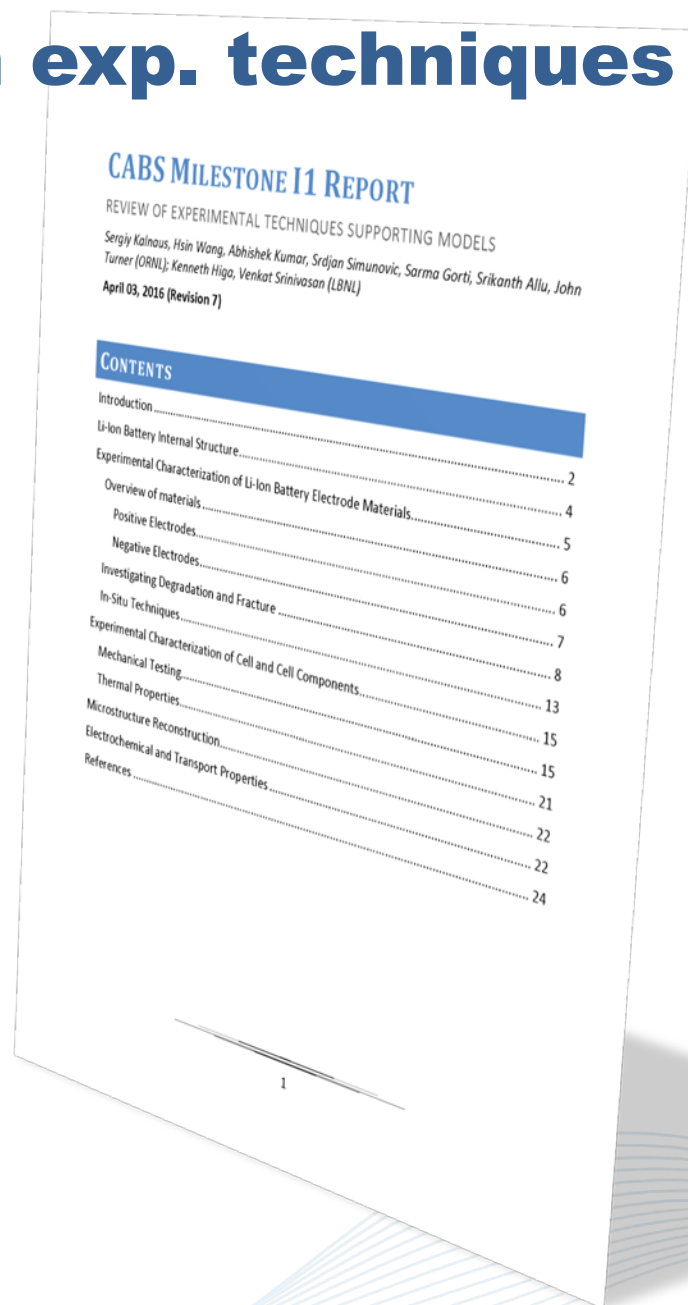 exp. techniques
CABS MILESTONE I1 REPORT
REVIEW OF EXPERIMENTAL TECHNIQUES SUPPORTING MODELS
Sergiy Kalnaus, Hsin Wang, Abhishek Kumar, Srdjan Simunovic, Sarma Gorti, Srikanth Allu, John
Turner (ORNL); Kenneth Higa, Venkat Srinivasan (LBNL)
April 03, 2016 (Revision 7)
CONTENTS
Introduction ........ 2
Li-Ion Battery Internal Structure ........ 4
Experimental Characterization of Li-Ion Battery Electrode Materials ........ 5
Overview of materials ........ 6
Positive Electrodes ........ 6
Negative Electrodes ........ 7
Investigating Degradation and Fracture ........ 8
In-Situ Techniques ........ 13
Experimental Characterization of Cell and Cell Components ........ 15
Mechanical Testing ........ 15
Thermal Properties ........ 21
Microstructure Reconstruction ........ 22
Electrochemical and Transport Properties ........ 22
References ........ 24
1